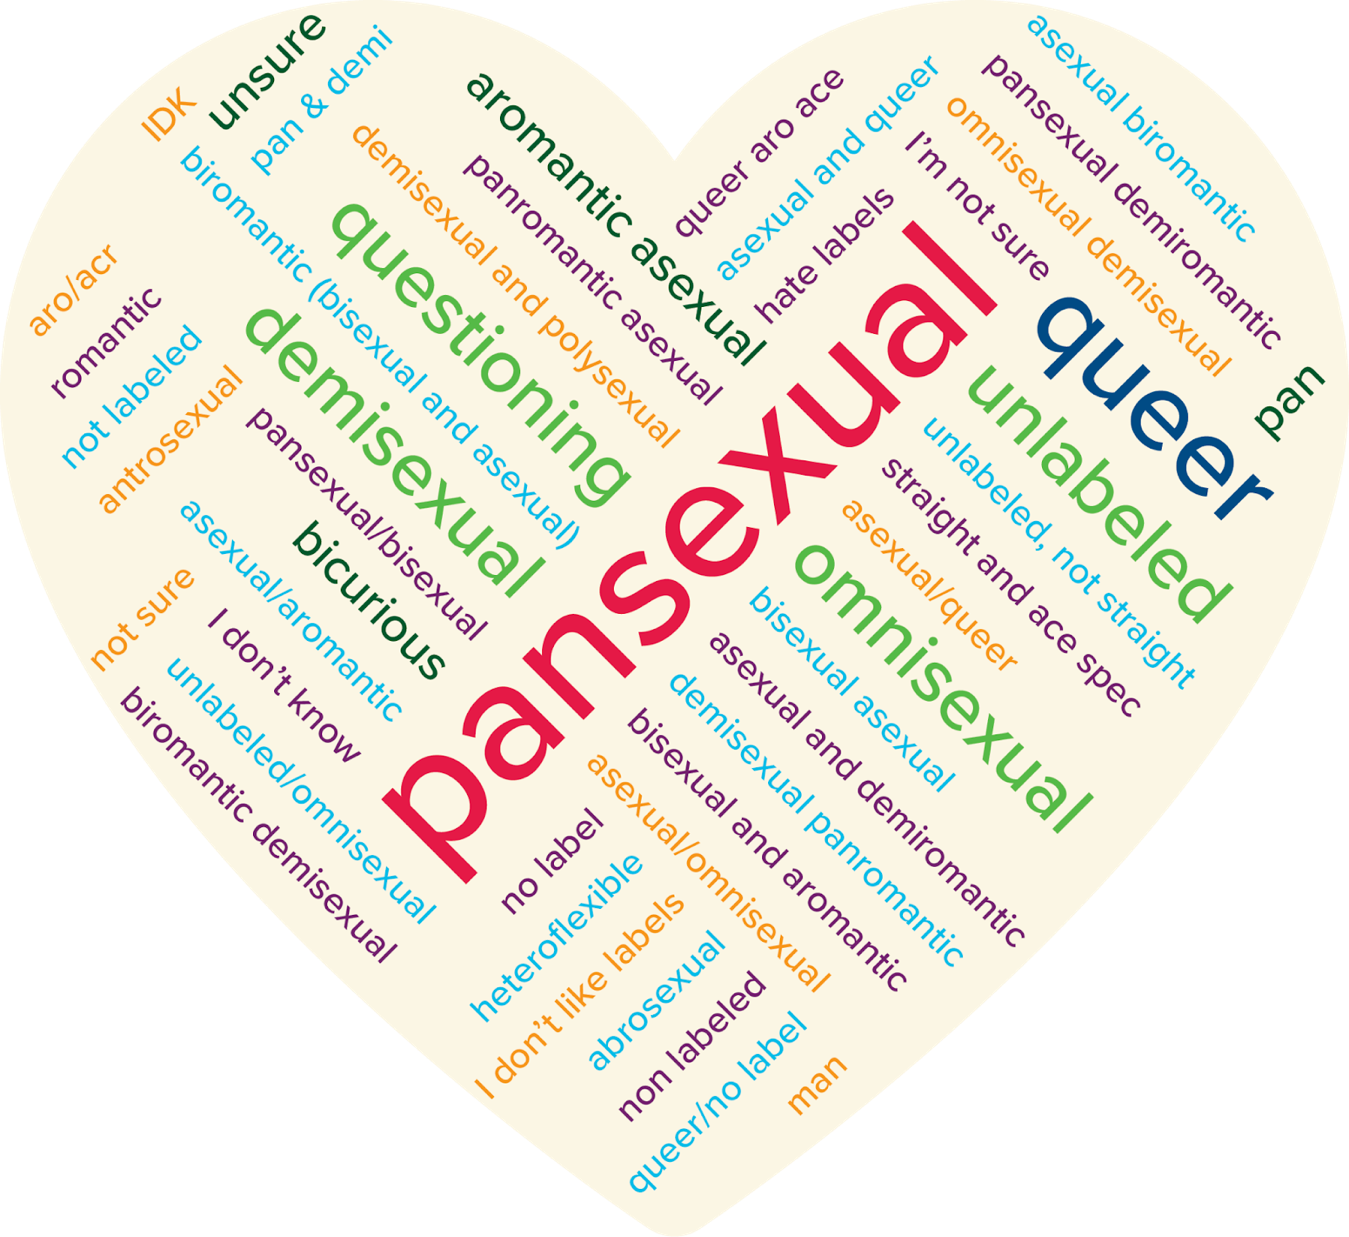 IDK
unsure
pan & demi
biromantic (bisexual and asexual)
demisexual and polysexual
aromantic asexual
panromantic asexual
questioning
demisexual
aro/acr
romantic
not labeled
antrosexual
pansexual/bisexual
asexual/aromantic
bicurious
not sure
I don't know
unlabeled/omnisexual
biromantic demisexual
queer aro ace
asexual and queer
hate labels
I'm not sure
omnisexual demisexual
pansexual demiromantic
asexual biromantic
pansexual
queer
pan
unlabeled
unlabeled, not straight
straight and ace spec
asexual/queer
omnisexual
bisexual asexual
asexual and demiromantic
demisexual panromantic
bisexual and aromantic
asexual/omnisexual
no label
heteroflexible
I don't like labels
abrosexual
non labeled
queer/no label
man